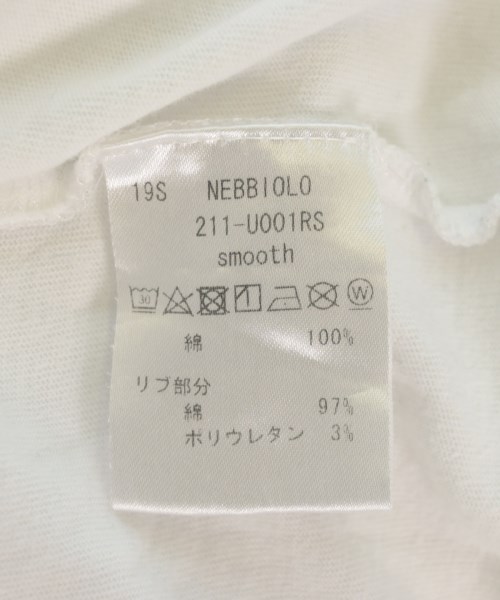 19S NEBBIOLO
211-U001RS
smooth
30 W
綿 100%
リブ部分
綿 97%
ポリウレタン 3%